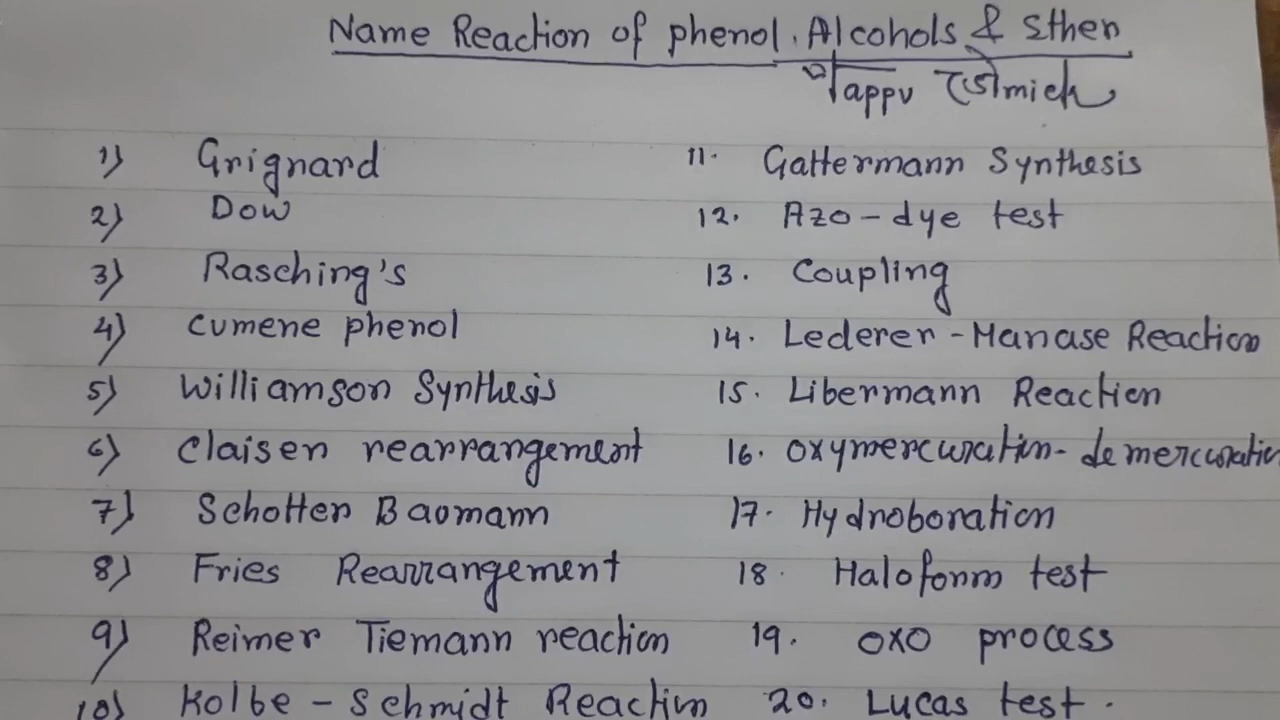 Name Reaction of phenol. Alcohols & Ether
1) Grignard
2) Dow
3) Rasching's
4) Cumene phenol
5) Williamson Synthesis
6) Claisen rearrangement
7) Schotten Baomann
8) Fries Rearrangement
9) Reimer Tiemann reaction
10) Kolbe - Schmidt Reaction
11. Gattermann Synthesis
12. Azo-dye test
13. Coupling
14. Lederer-Manase Reaction
15. Libermann Reaction
16. Oxymercuration-demercuration
17. Hydroboration
18. Haloform test
19. OXO process
20. Lucas test.